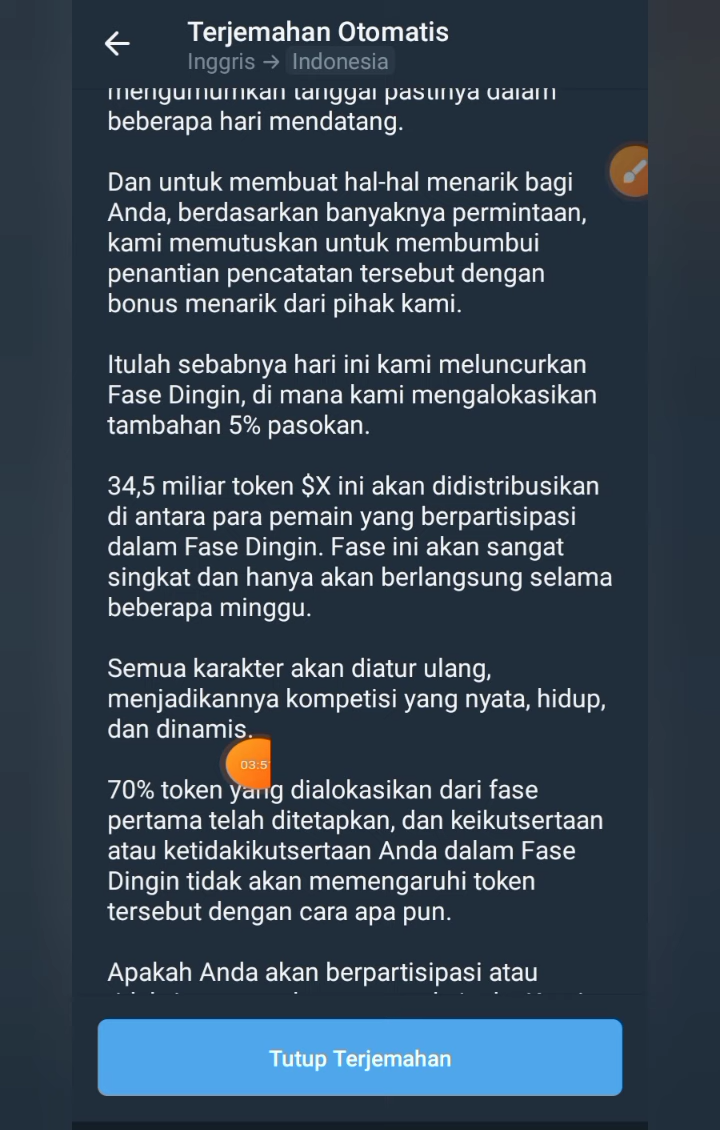 Terjemahan Otomatis
Inggris → Indonesia
mengumumkan tanggal pastinya dalam
beberapa hari mendatang.
Dan untuk membuat hal-hal menarik bagi
Anda, berdasarkan banyaknya permintaan,
kami memutuskan untuk membumbui
penantian pencatatan tersebut dengan
bonus menarik dari pihak kami.
Itulah sebabnya hari ini kami meluncurkan
Fase Dingin, di mana kami mengalokasikan
tambahan 5% pasokan.
34,5 miliar token $X ini akan didistribusikan
di antara para pemain yang berpartisipasi
dalam Fase Dingin. Fase ini akan sangat
singkat dan hanya akan berlangsung selama
beberapa minggu.
Semua karakter akan diatur ulang,
menjadikannya kompetisi yang nyata, hidup,
dan dinamis.
03:5
70% token yang dialokasikan dari fase
pertama telah ditetapkan, dan keikutsertaan
atau ketidakikutsertaan Anda dalam Fase
Dingin tidak akan memengaruhi token
tersebut dengan cara apa pun.
Apakah Anda akan berpartisipasi atau
Tutup Terjemahan